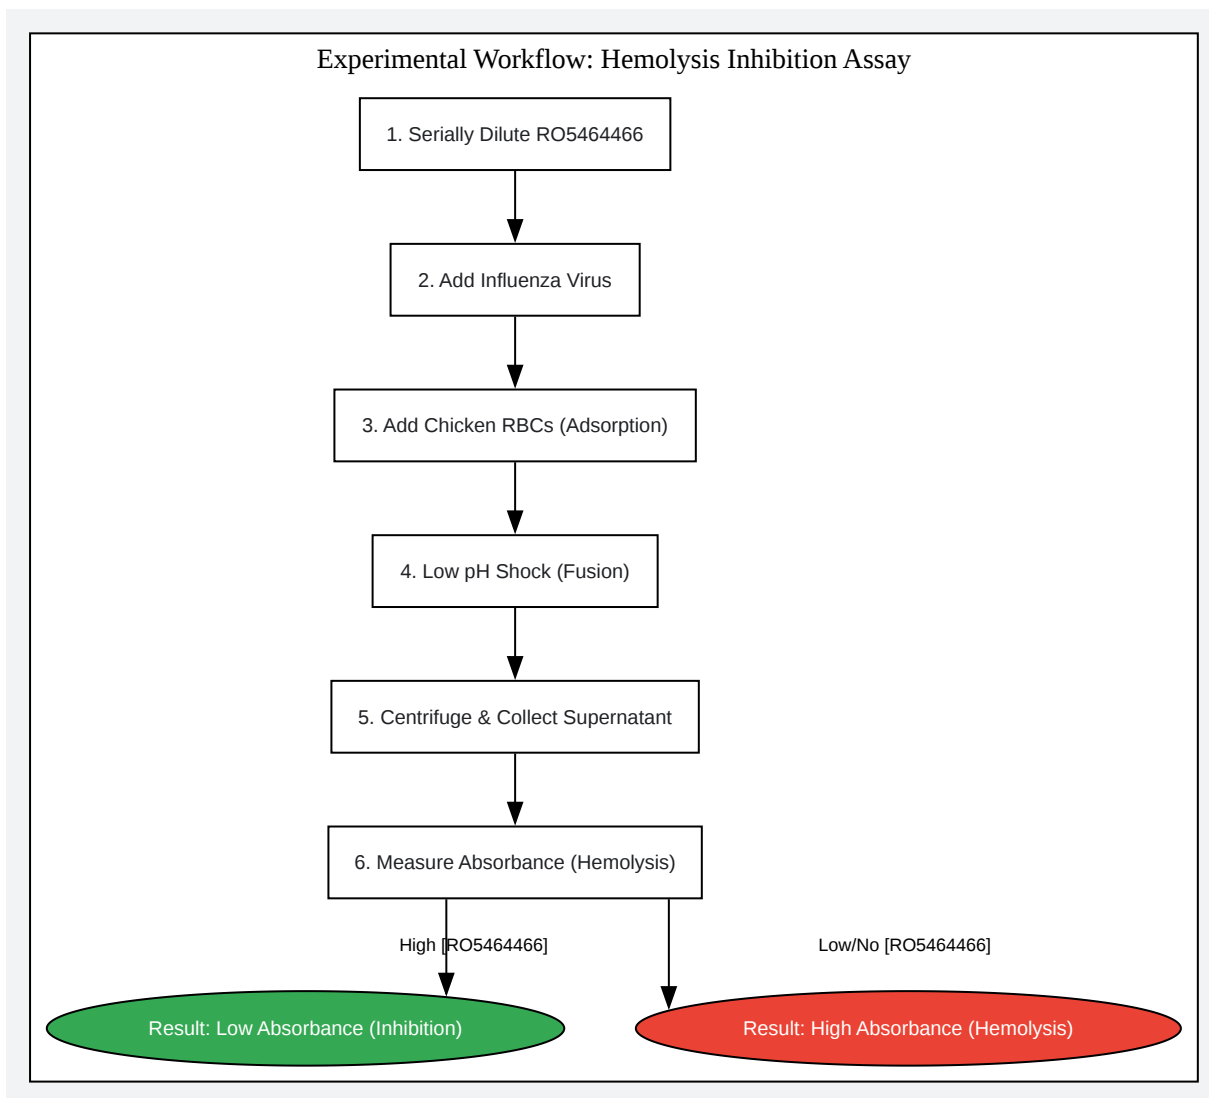 Experimental Workflow: Hemolysis Inhibition Assay
1. Serially Dilute RO5464466
2. Add Influenza Virus
3. Add Chicken RBCs (Adsorption)
4. Low pH Shock (Fusion)
5. Centrifuge & Collect Supernatant
6. Measure Absorbance (Hemolysis)
High [RO5464466]
Low/No [RO5464466]
Result: Low Absorbance (Inhibition)
Result: High Absorbance (Hemolysis)